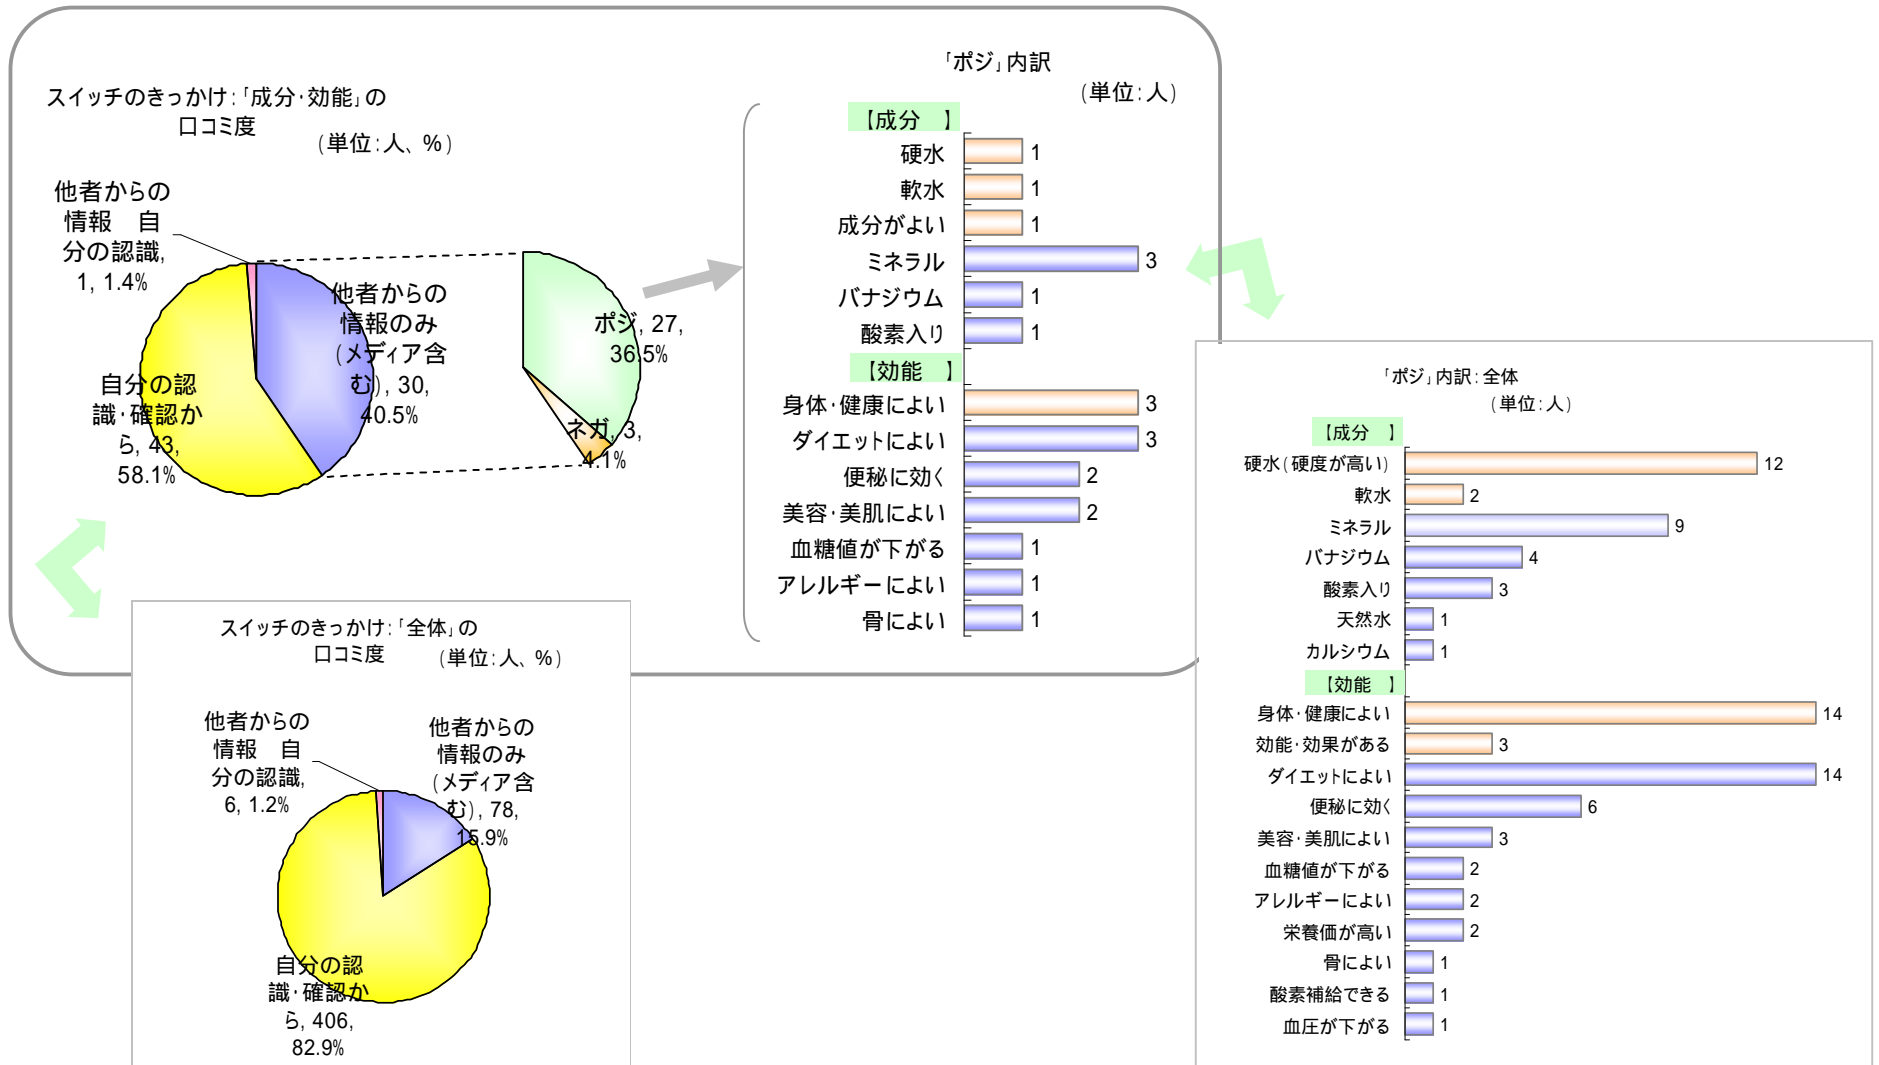 スイッチのきっかけ:「成分・効能」の
口コミ度
(単位:人、%)
他者からの
情報　自
分の認識,
1, 1.4%
他者からの
情報のみ
(メディア含
む), 30,
40.5%
自分の認
識・確認か
ら, 43,
58.1%
ポジ, 27,
36.5%
ネガ, 3,
4.1%
「ポジ」内訳
(単位:人)
【成分　】
硬水 1
軟水 1
成分がよい 1
ミネラル 3
バナジウム 1
酸素入り 1
【効能　】
身体・健康によい 3
ダイエットによい 3
便秘に効く 2
美容・美肌によい 2
血糖値が下がる 1
アレルギーによい 1
骨によい 1
スイッチのきっかけ:「全体」の
口コミ度
(単位:人、%)
他者からの
情報　自
分の認識,
6, 1.2%
他者からの
情報のみ
(メディア含
む), 78,
15.9%
自分の認
識・確認か
ら, 406,
82.9%
「ポジ」内訳:全体
(単位:人)
【成分　】
硬水(硬度が高い) 12
軟水 2
ミネラル 9
バナジウム 4
酸素入り 3
天然水 1
カルシウム 1
【効能　】
身体・健康によい 14
効能・効果がある 3
ダイエットによい 14
便秘に効く 6
美容・美肌によい 3
血糖値が下がる 2
アレルギーによい 2
栄養価が高い 2
骨によい 1
酸素補給できる 1
血圧が下がる 1